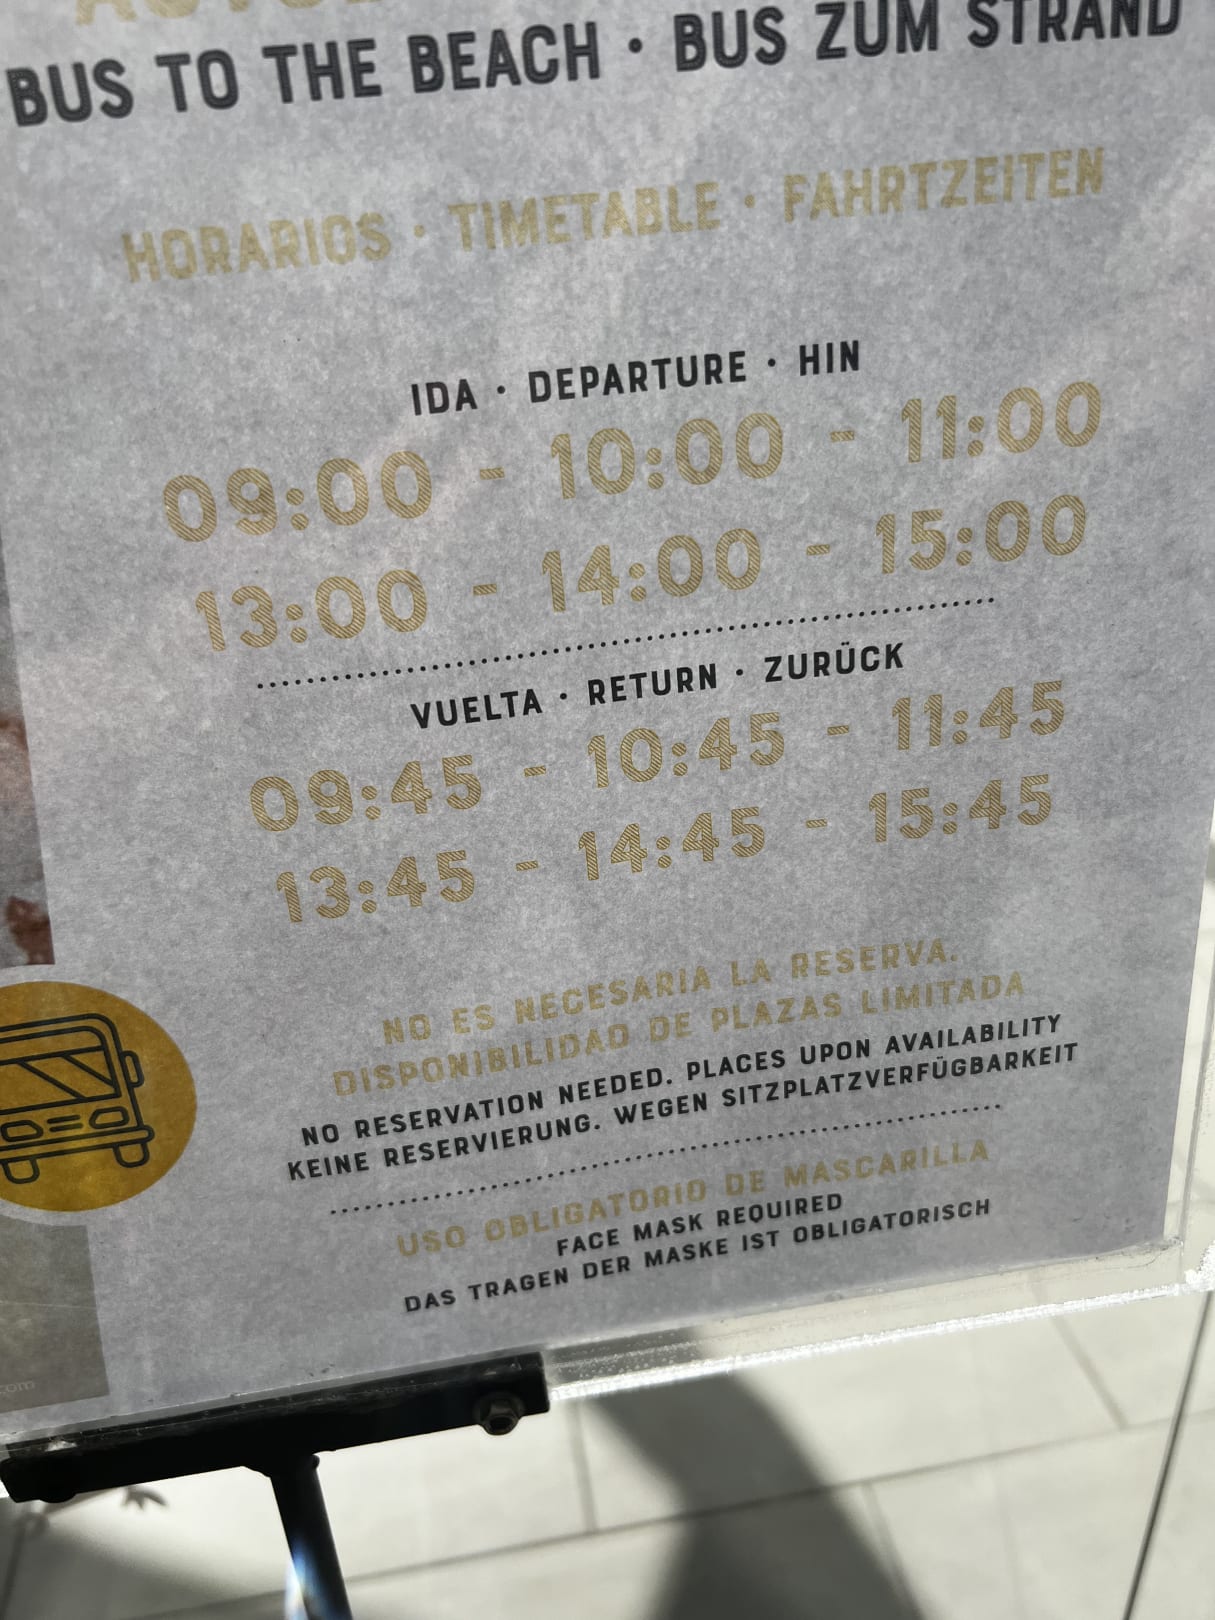 BUS TO THE BEACH · BUS ZUM STRAND
HORARIOS · TIMETABLE · FAHRTZEITEN
IDA · DEPARTURE · HIN
09:00 - 10:00 - 11:00
13:00 - 14:00 - 15:00
VUELTA · RETURN · ZURÜCK
09:45 - 10:45 - 11:45
13:45 - 14:45 - 15:45
NO ES NECESARIA LA RESERVA.
DISPONIBILIDAD DE PLAZAS LIMITADA
NO RESERVATION NEEDED. PLACES UPON AVAILABILITY
KEINE RESERVIERUNG. WEGEN SITZPLATZVERFÜGBARKEIT
USO OBLIGATORIO DE MASCARILLA
FACE MASK REQUIRED
DAS TRAGEN DER MASKE IST OBLIGATORISCH